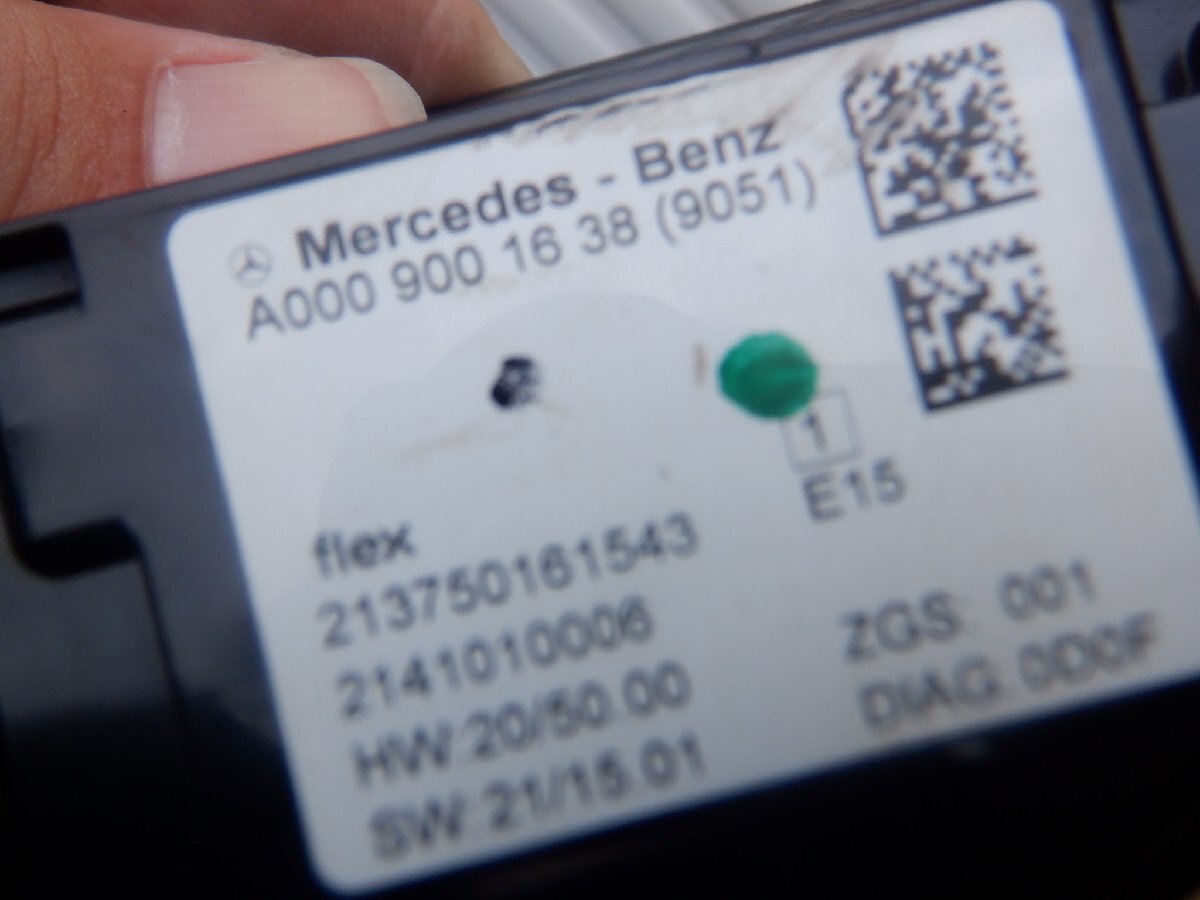 Mercedes - Benz
A000 900 16 38 (9051)
1
E15
flex
213750161543
2141010006
HW:20/50.00
SW:21/15.01
ZGS: 001
DIAG:0D0F